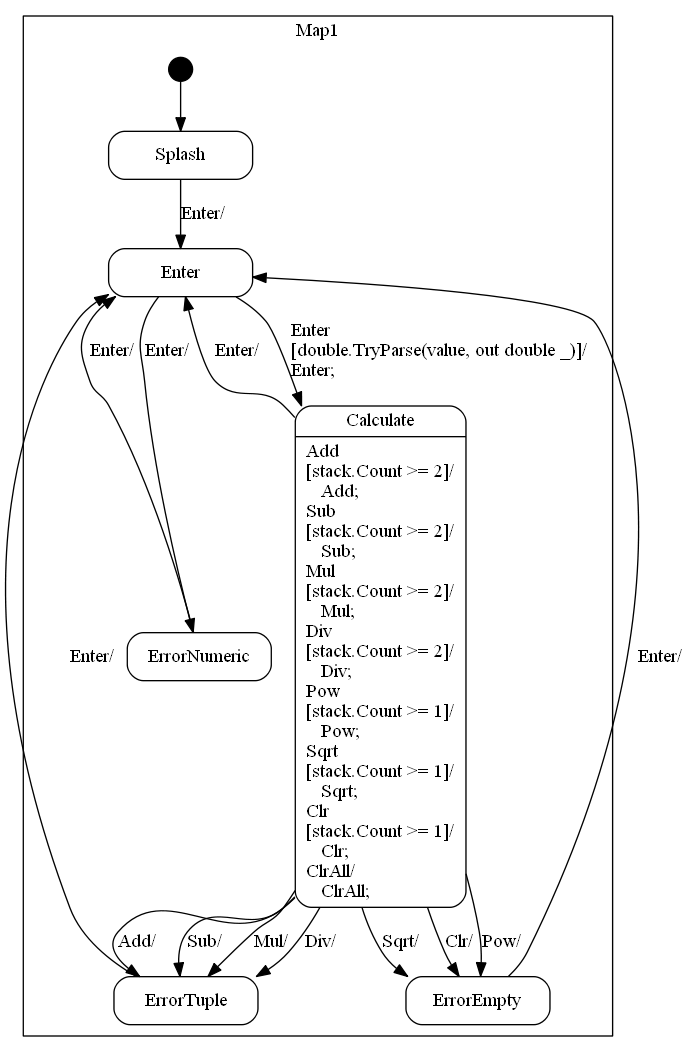 Map1
Splash
Enter/
Enter
Enter/
Enter/
Enter/
Enter
[double.TryParse(value, out double _)]/
Enter;
Calculate
Add
[stack.Count >= 2]/
Add;
Sub
[stack.Count >= 2]/
Sub;
Mul
[stack.Count >= 2]/
Mul;
Div
[stack.Count >= 2]/
Div;
Pow
[stack.Count >= 1]/
Pow;
Sqrt
[stack.Count >= 1]/
Sqrt;
Clr
[stack.Count >= 1]/
Clr;
ClrAll/
ClrAll;
Enter/
ErrorNumeric
Enter/
Add/
Sub/
Mul/
Div/
Sqrt/
Clr/
Pow/
ErrorTuple
ErrorEmpty